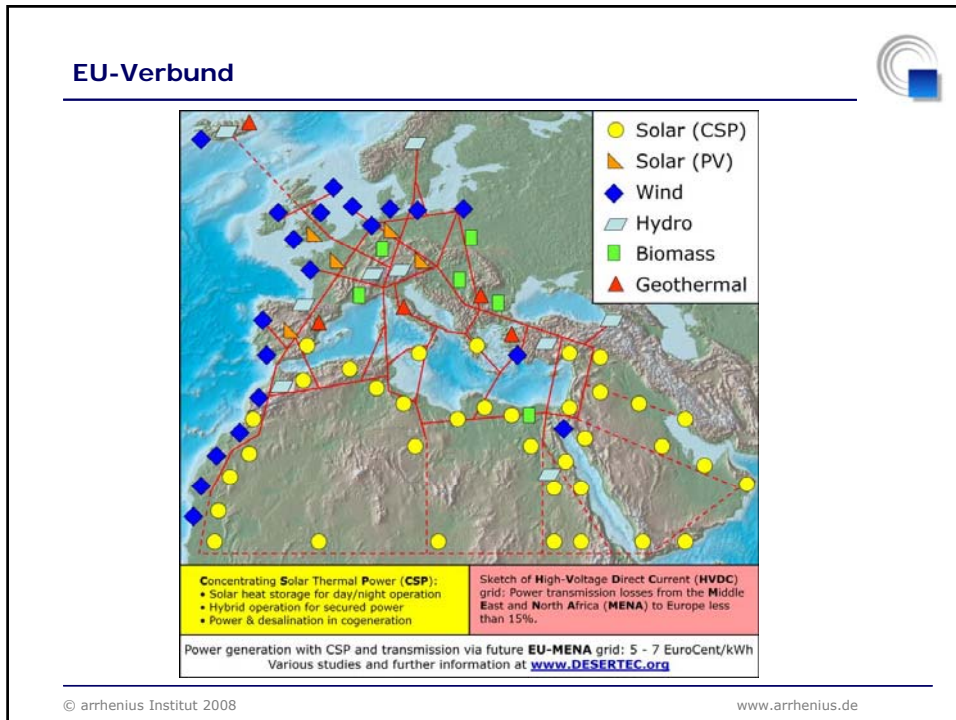 EU-Verbund
Solar (CSP)
Solar (PV)
Wind
Hydro
Biomass
Geothermal
Concentrating Solar Thermal Power (CSP):
• Solar heat storage for day/night operation
• Hybrid operation for secured power
• Power & desalination in cogeneration
Sketch of High-Voltage Direct Current (HVDC)
grid: Power transmission losses from the Middle
East and North Africa (MENA) to Europe less
than 15%.
Power generation with CSP and transmission via future EU-MENA grid: 5 - 7 EuroCent/kWh
Various studies and further information at www.DESERTEC.org
© arrhenius Institut 2008
www.arrhenius.de